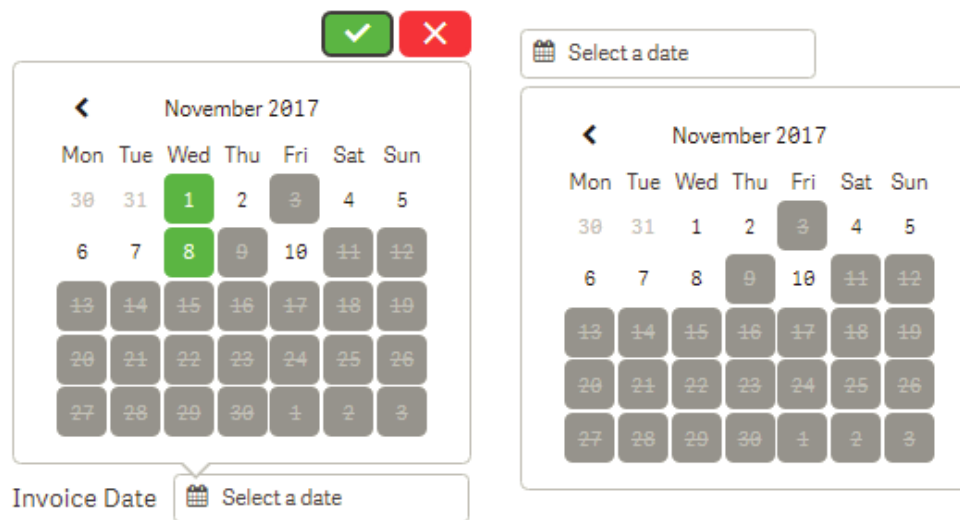 November 2017
Mon Tue Wed Thu Fri Sat Sun
30 31 1 2 3 4 5
6 7 8 9 10 11 12
13 14 15 16 17 18 19
20 21 22 23 24 25 26
27 28 29 30 1 2 3
Invoice Date Select a date
Select a date
November 2017
Mon Tue Wed Thu Fri Sat Sun
30 31 1 2 3 4 5
6 7 8 9 10 11 12
13 14 15 16 17 18 19
20 21 22 23 24 25 26
27 28 29 30 1 2 3